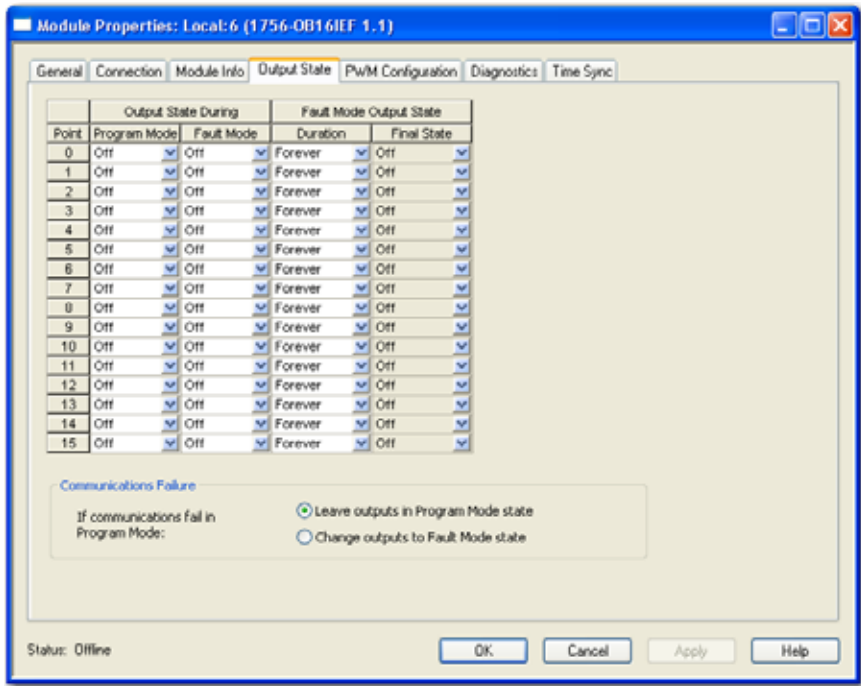 Module Properties: Local:6 (1756-OB16IEF 1.1)
General Connection Module Info Output State PWM Configuration Diagnostics Time Sync
Output State During Fault Mode Output State
Point Program Mode Fault Mode Duration Final State
0 Off Off Forever Off
1 Off Off Forever Off
2 Off Off Forever Off
3 Off Off Forever Off
4 Off Off Forever Off
5 Off Off Forever Off
6 Off Off Forever Off
7 Off Off Forever Off
8 Off Off Forever Off
9 Off Off Forever Off
10 Off Off Forever Off
11 Off Off Forever Off
12 Off Off Forever Off
13 Off Off Forever Off
14 Off Off Forever Off
15 Off Off Forever Off
Communications Failure
If communications fail in
Program Mode:
Leave outputs in Program Mode state
Change outputs to Fault Mode state
Status: Offline
OK Cancel Apply Help